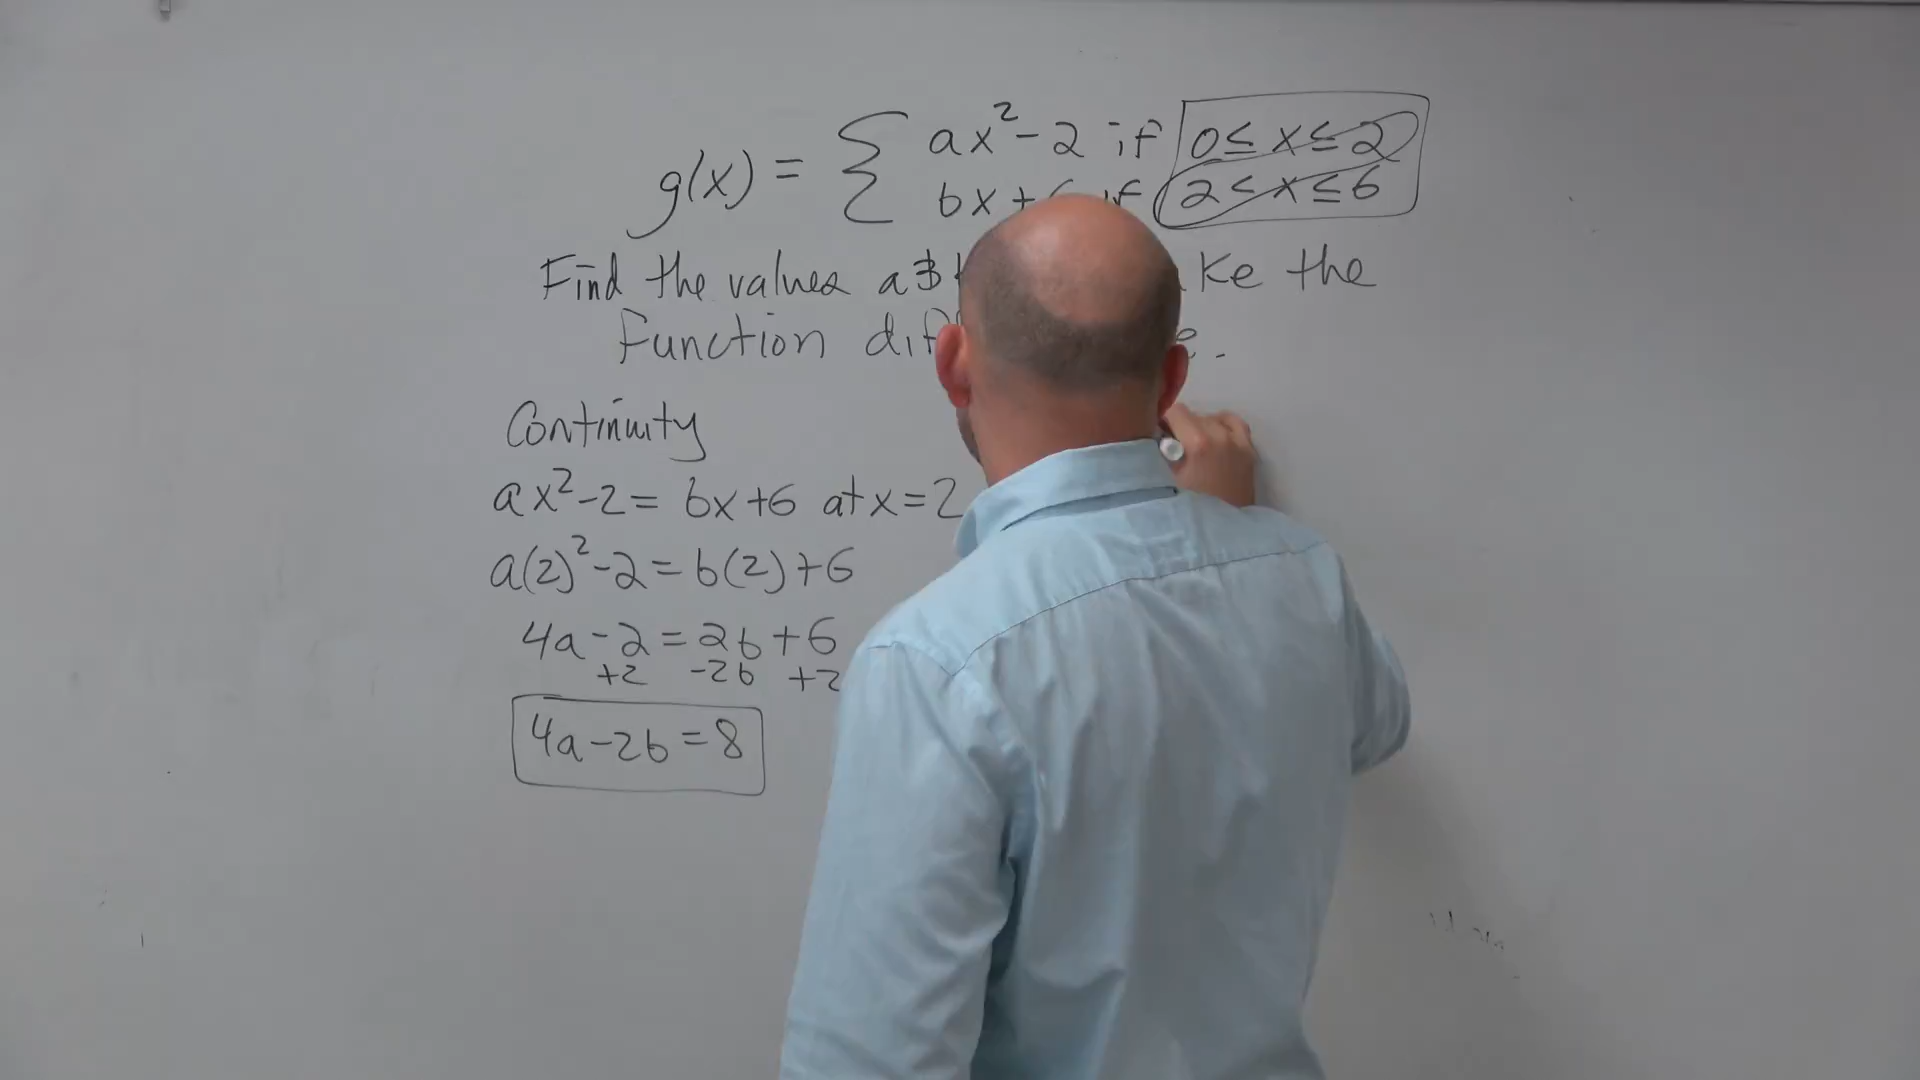 g(x) = { ax²-2 if 0≤x≤2
bx+6 if 2<x≤6
Find the values a & ke the
Function
Continuity
ax²-2 = bx+6 at x=2
a(2)²-2 = b(2)+6
4a-2 = 2b+6
+2 -2b +2
4a-2b=8